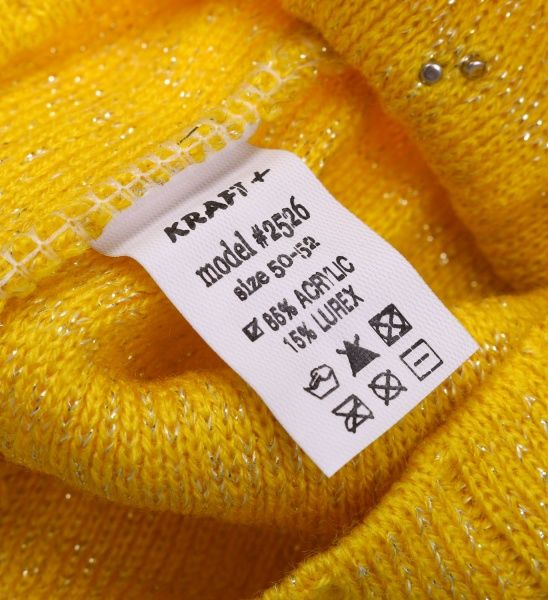 KRAFT +
model #2526
size 50-52
85% ACRYLIC
15% LUREX